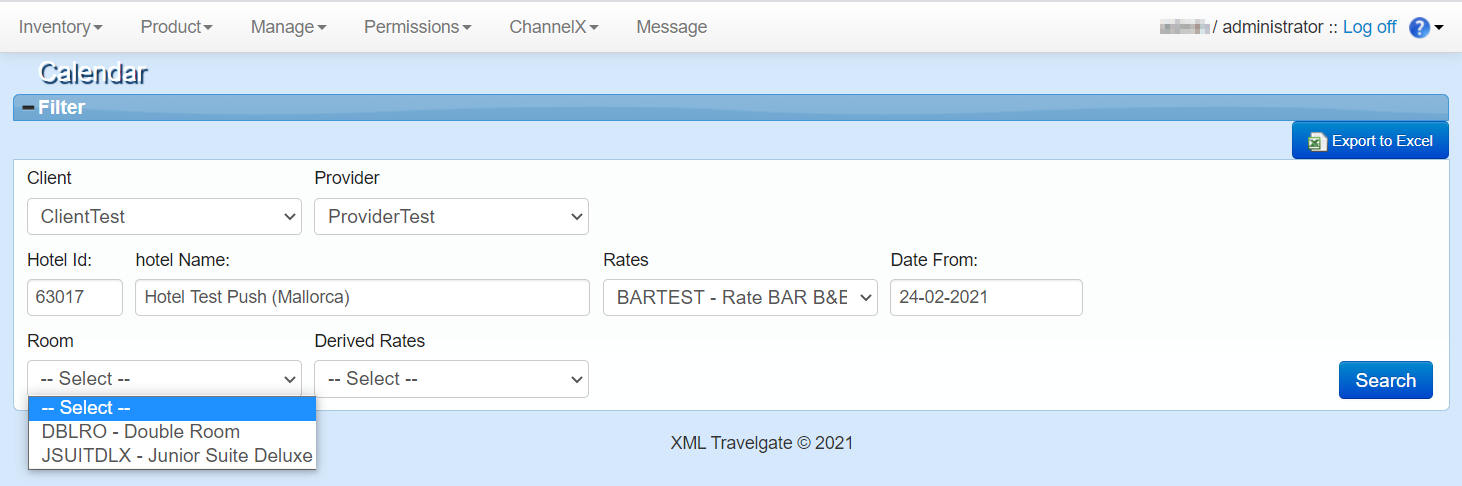 Inventory Product Manage Permissions ChannelX Message / administrator :: Log off ?
Calendar
Filter
Export to Excel
Client Provider
ClientTest ProviderTest
Hotel Id: hotel Name: Rates Date From:
63017 Hotel Test Push (Mallorca) BARTEST - Rate BAR B&E 24-02-2021
Room Derived Rates
-- Select -- -- Select -- Search
-- Select --
DBLRO - Double Room
JSUITDLX - Junior Suite Deluxe
XML Travelgate © 2021